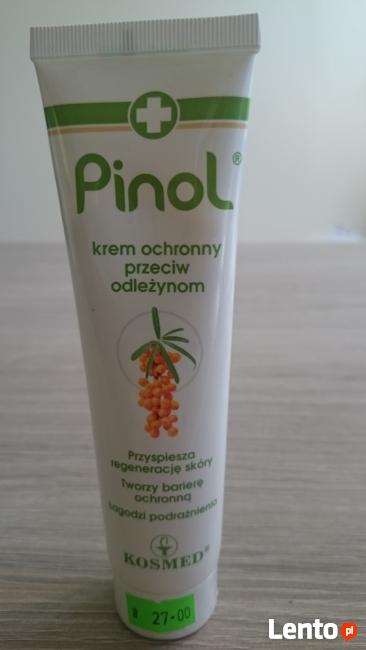 Pinol®
krem ochronny
przeciw
odleżynom
Przyspiesza
regenerację skóry
Tworzy barierę
ochronną
Łagodzi podrażnienia
KOSMED®
27-00
Lento.pl